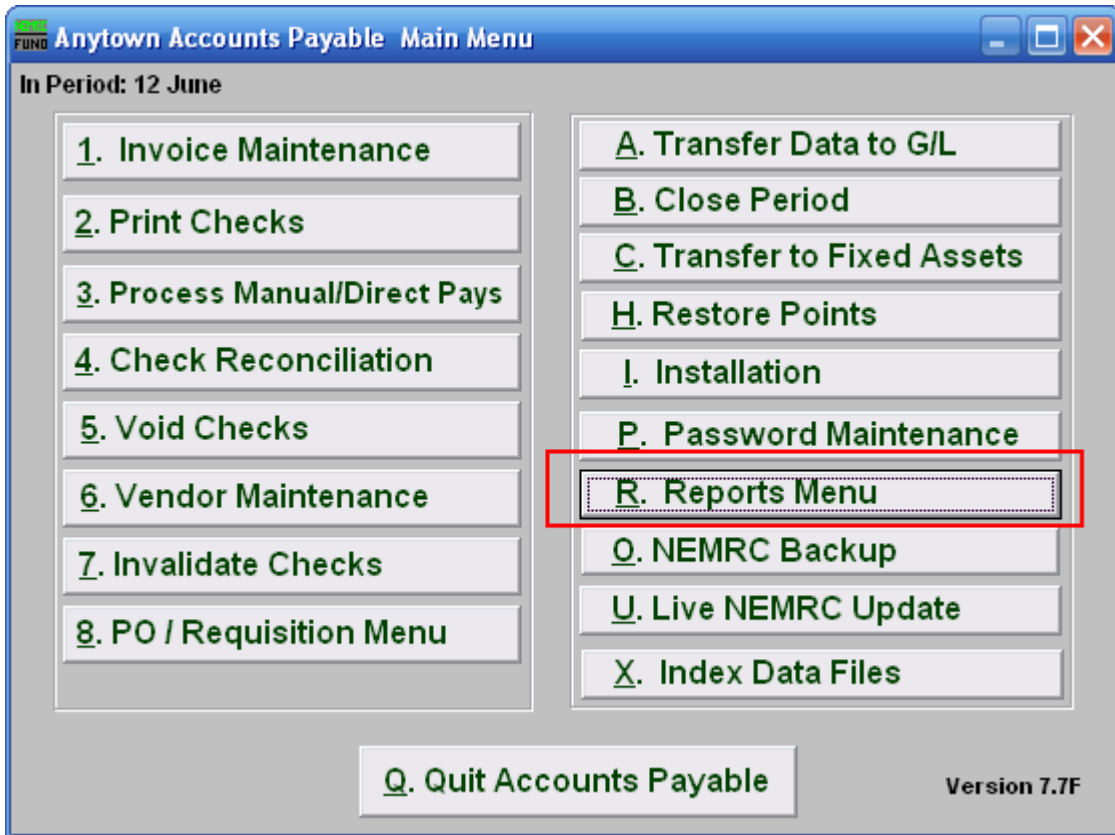 NEMRC
FUND Anytown Accounts Payable Main Menu
In Period: 12 June
1. Invoice Maintenance
2. Print Checks
3. Process Manual/Direct Pays
4. Check Reconciliation
5. Void Checks
6. Vendor Maintenance
7. Invalidate Checks
8. PO / Requisition Menu
A. Transfer Data to G/L
B. Close Period
C. Transfer to Fixed Assets
H. Restore Points
I. Installation
P. Password Maintenance
R. Reports Menu
O. NEMRC Backup
U. Live NEMRC Update
X. Index Data Files
Q. Quit Accounts Payable
Version 7.7F